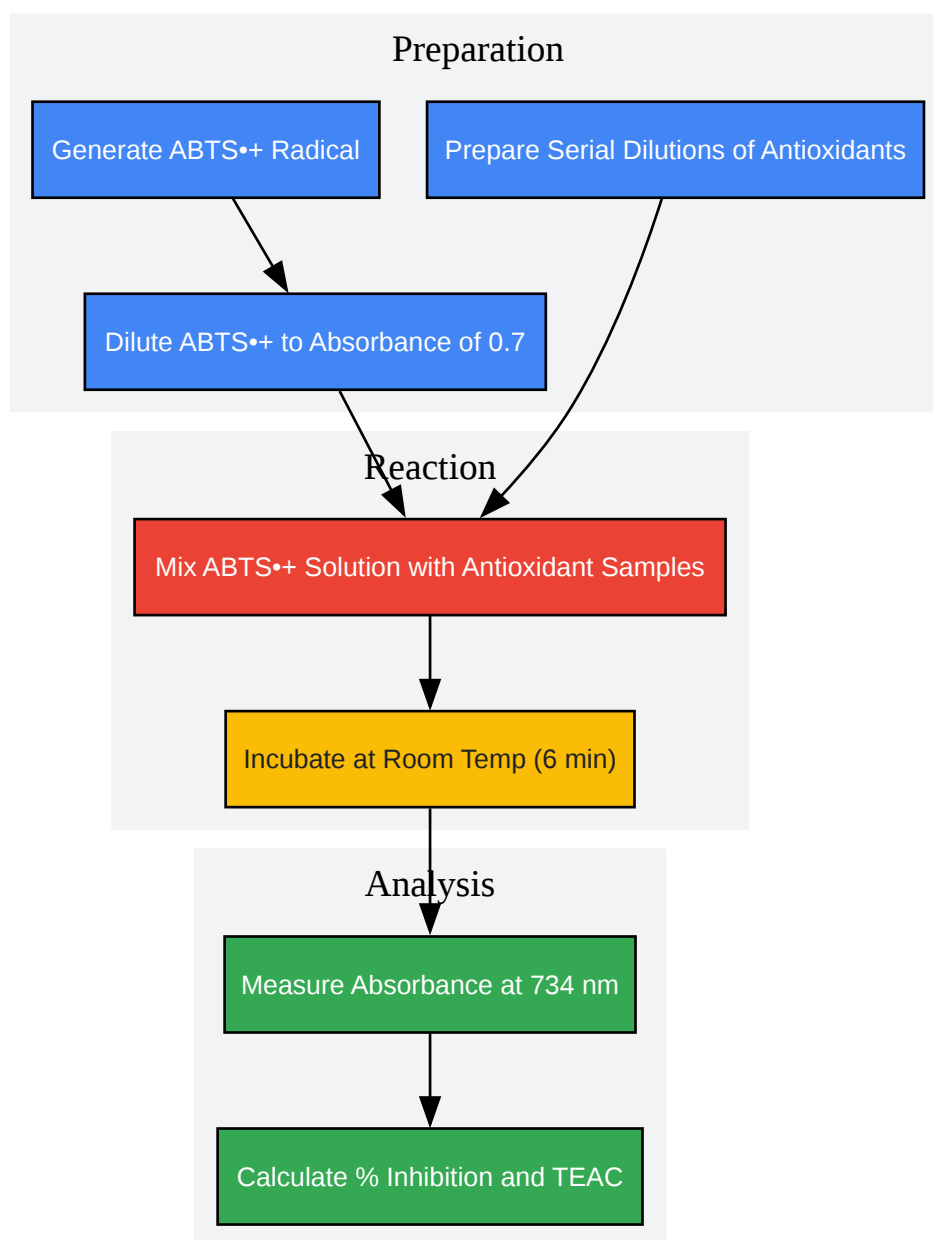 Preparation
Generate ABTS•+ Radical
Prepare Serial Dilutions of Antioxidants
Dilute ABTS•+ to Absorbance of 0.7
Reaction
Mix ABTS•+ Solution with Antioxidant Samples
Incubate at Room Temp (6 min)
Analysis
Measure Absorbance at 734 nm
Calculate % Inhibition and TEAC